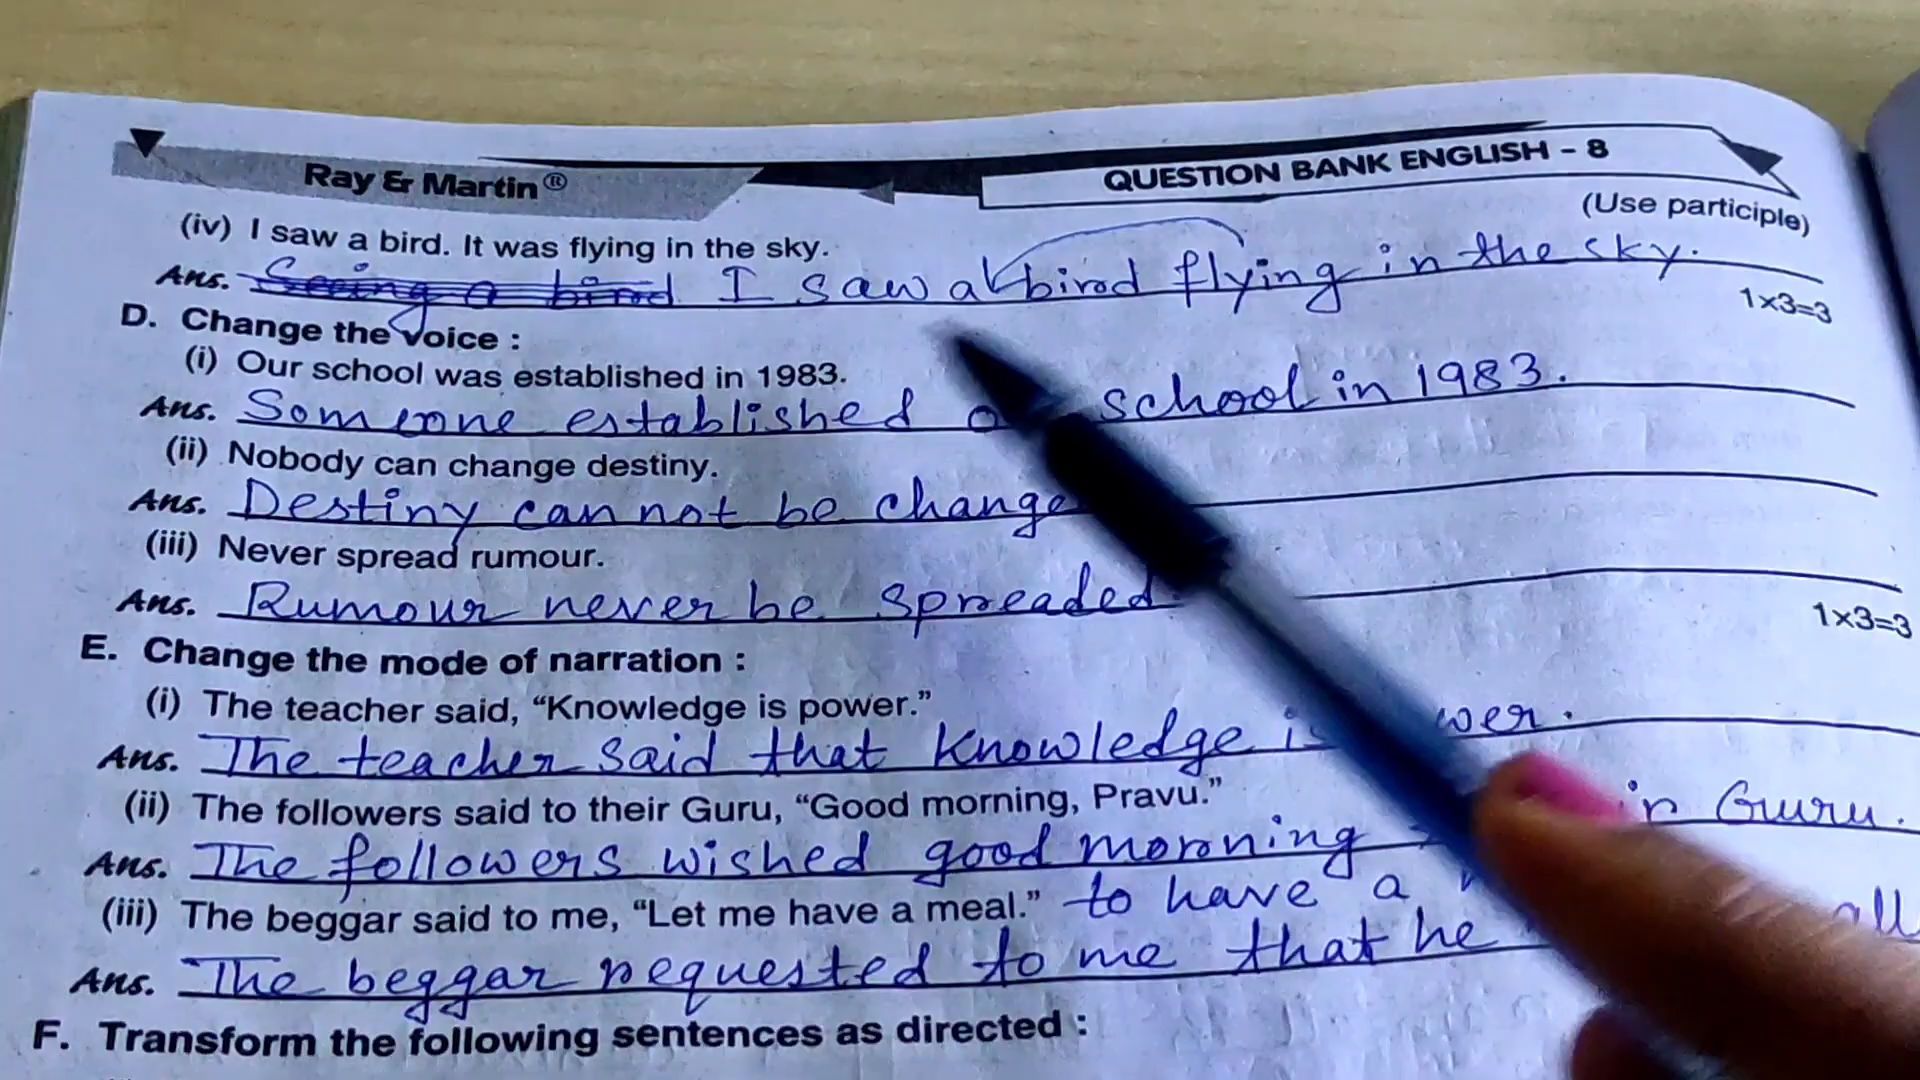 Ray & Martin®
QUESTION BANK ENGLISH - 8
(iv) I saw a bird. It was flying in the sky.
(Use participle)
Ans. Seeing a bird I saw a bird flying in the sky.
1×3=3
D. Change the voice :
(i) Our school was established in 1983.
Ans. Someone established school in 1983.
(ii) Nobody can change destiny.
Ans. Destiny cannot be change
(iii) Never spread rumour.
Ans. Rumour never be spreaded
1×3=3
E. Change the mode of narration :
(i) The teacher said, “Knowledge is power.”
Ans. The teacher said that Knowledge
(ii) The followers said to their Guru, “Good morning, Pravu.”
Ans. The followers wished good morning Guru.
(iii) The beggar said to me, “Let me have a meal.” to have a
Ans. The beggar requested to me that he
F. Transform the following sentences as directed :